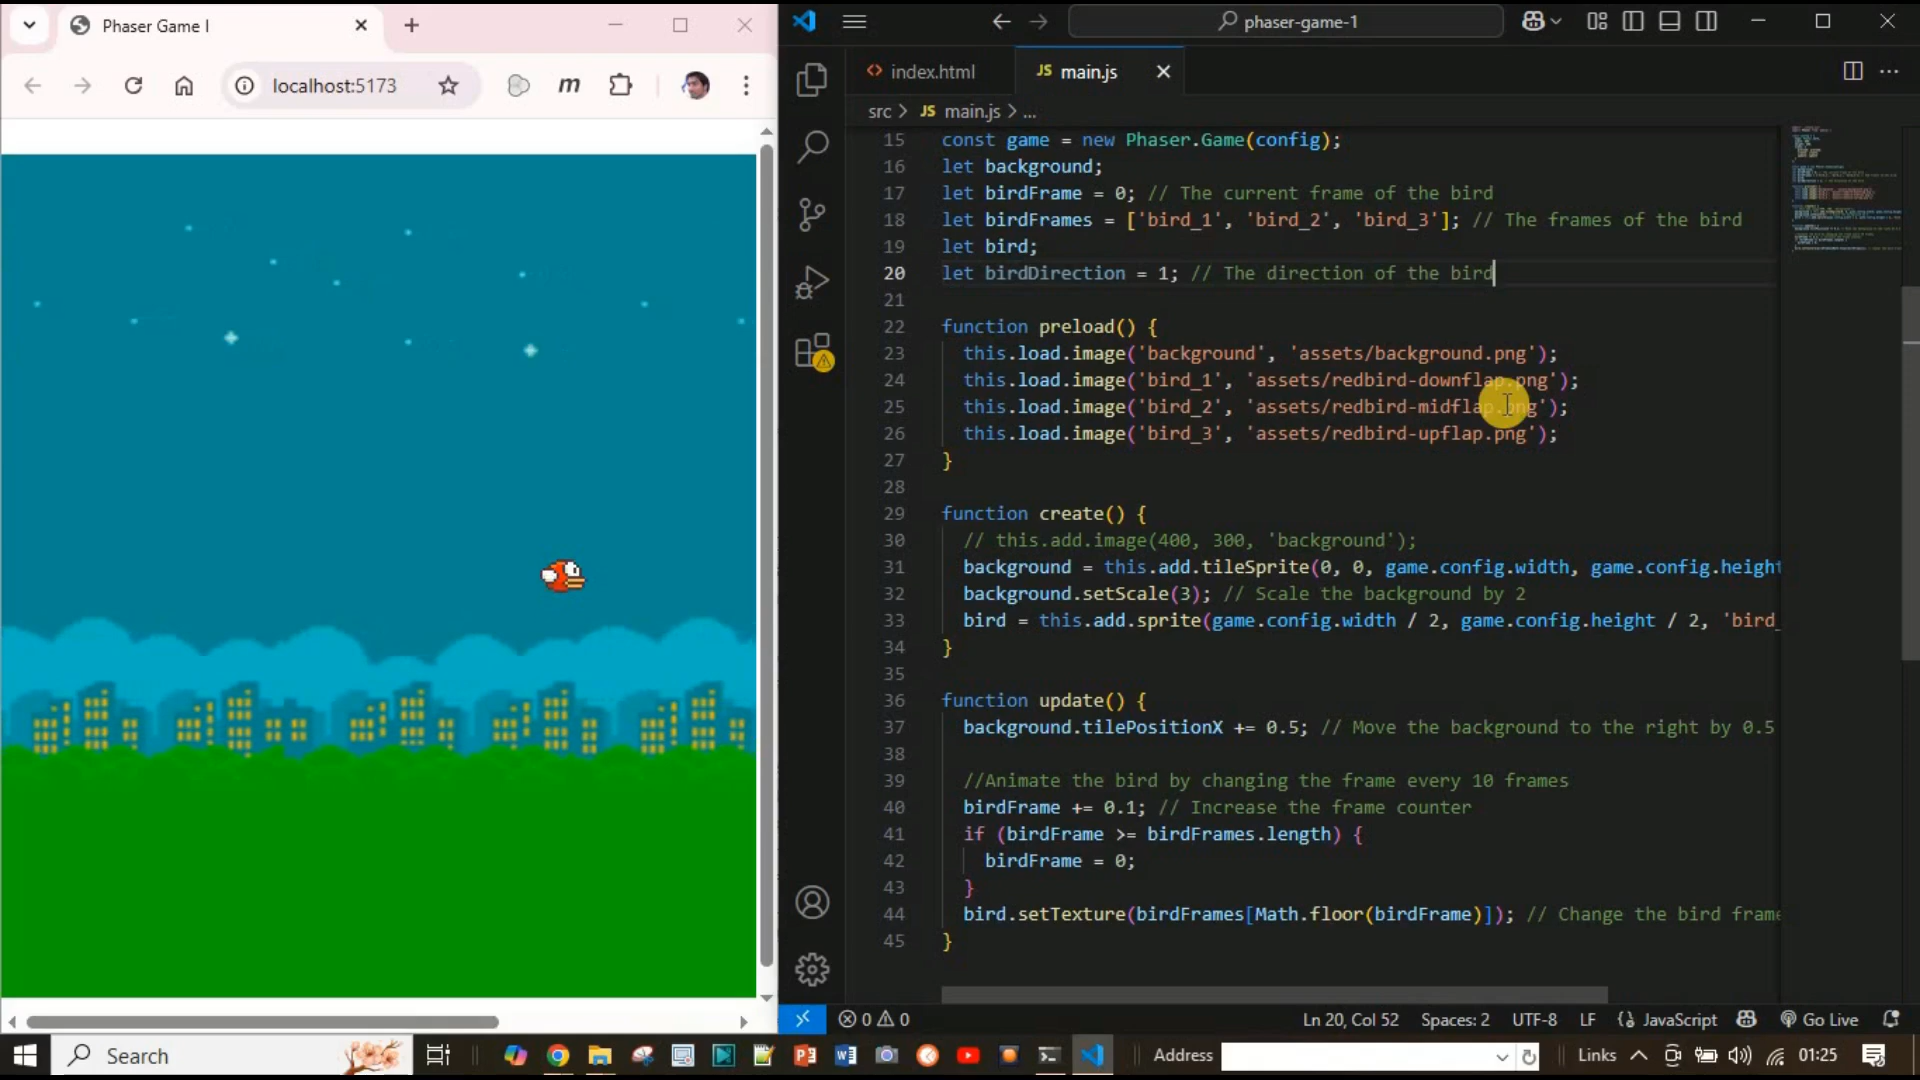 Phaser Game I
localhost:5173
m
phaser-game-1
index.html
JS main.js
src > JS main.js > ...
15 const game = new Phaser.Game(config);
16 let background;
17 let birdFrame = 0; // The current frame of the bird
18 let birdFrames = ['bird_1', 'bird_2', 'bird_3']; // The frames of the bird
19 let bird;
20 let birdDirection = 1; // The direction of the bird
21
22 function preload() {
23 this.load.image('background', 'assets/background.png');
24 this.load.image('bird_1', 'assets/redbird-downflap.png');
25 this.load.image('bird_2', 'assets/redbird-midflap.png');
26 this.load.image('bird_3', 'assets/redbird-upflap.png');
27 }
28
29 function create() {
30 // this.add.image(400, 300, 'background');
31 background = this.add.tileSprite(0, 0, game.config.width, game.config.height
32 background.setScale(3); // Scale the background by 2
33 bird = this.add.sprite(game.config.width / 2, game.config.height / 2, 'bird_
34 }
35
36 function update() {
37 background.tilePositionX += 0.5; // Move the background to the right by 0.5
38
39 //Animate the bird by changing the frame every 10 frames
40 birdFrame += 0.1; // Increase the frame counter
41 if (birdFrame >= birdFrames.length) {
42 birdFrame = 0;
43 }
44 bird.setTexture(birdFrames[Math.floor(birdFrame)]); // Change the bird frame
45 }
0 0
Ln 20, Col 52 Spaces: 2 UTF-8 LF {} JavaScript Go Live
Search
Address
Links
01:25